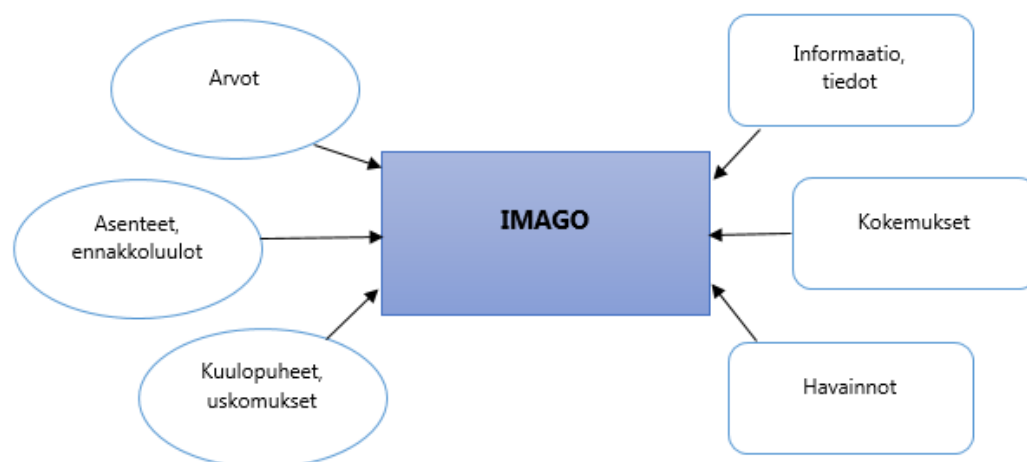 Arvot
Informaatio,
tiedot
Asenteet,
ennakkoluulot
IMAGO
Kokemukset
Kuulopuheet,
uskomukset
Havainnot